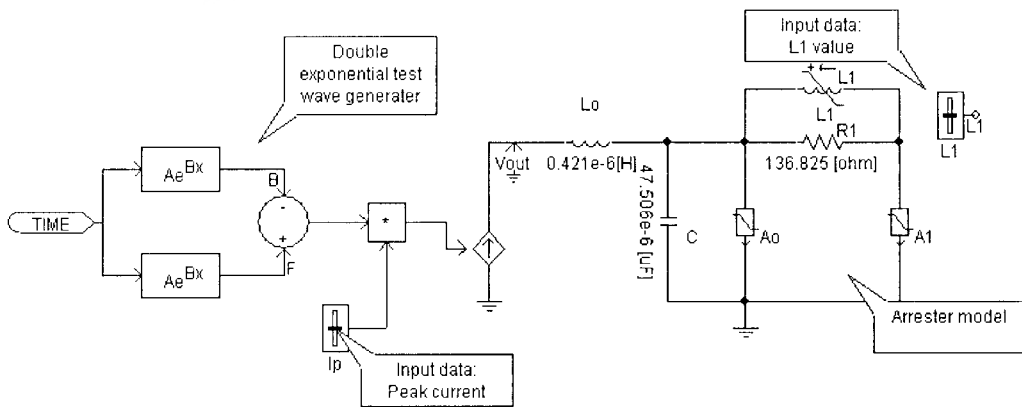 Double
exponential test
wave generater
Input data:
L1 value
+
L1
L1
L1
L1
Lo
R1
Vout
0.421e-6[H]
136.825 [ohm]
47.506e-6 [uF]
C
Ao
A1
Ae Bx
B
-
+
TIME
*
F
Ae Bx
Ip
Input data:
Peak current
Arrester model